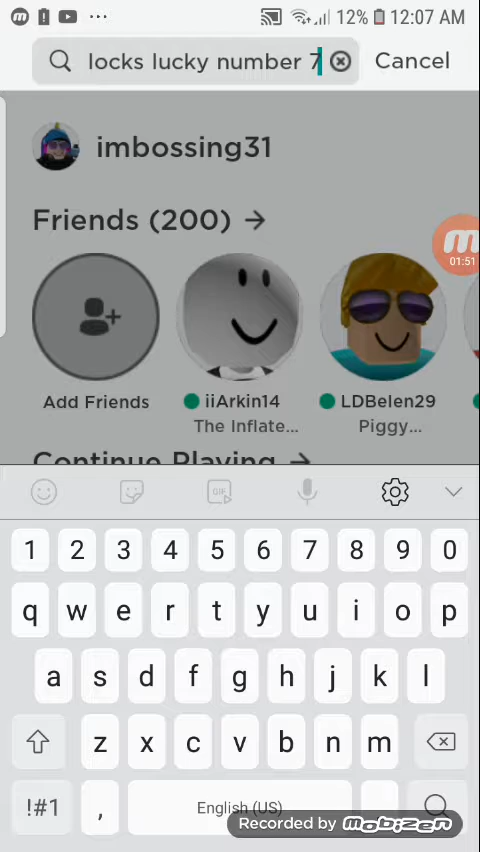 12% 12:07 AM
locks lucky number 7 Cancel
imbossing31
Friends (200) →
01:51
Add Friends iiArkin14 LDBelen29
The Inflate... Piggy...
Continue Playing →
GIF
1 2 3 4 5 6 7 8 9 0
q w e r t y u i o p
a s d f g h j k l
z x c v b n m
!#1 , English (US)
Recorded by mobizen